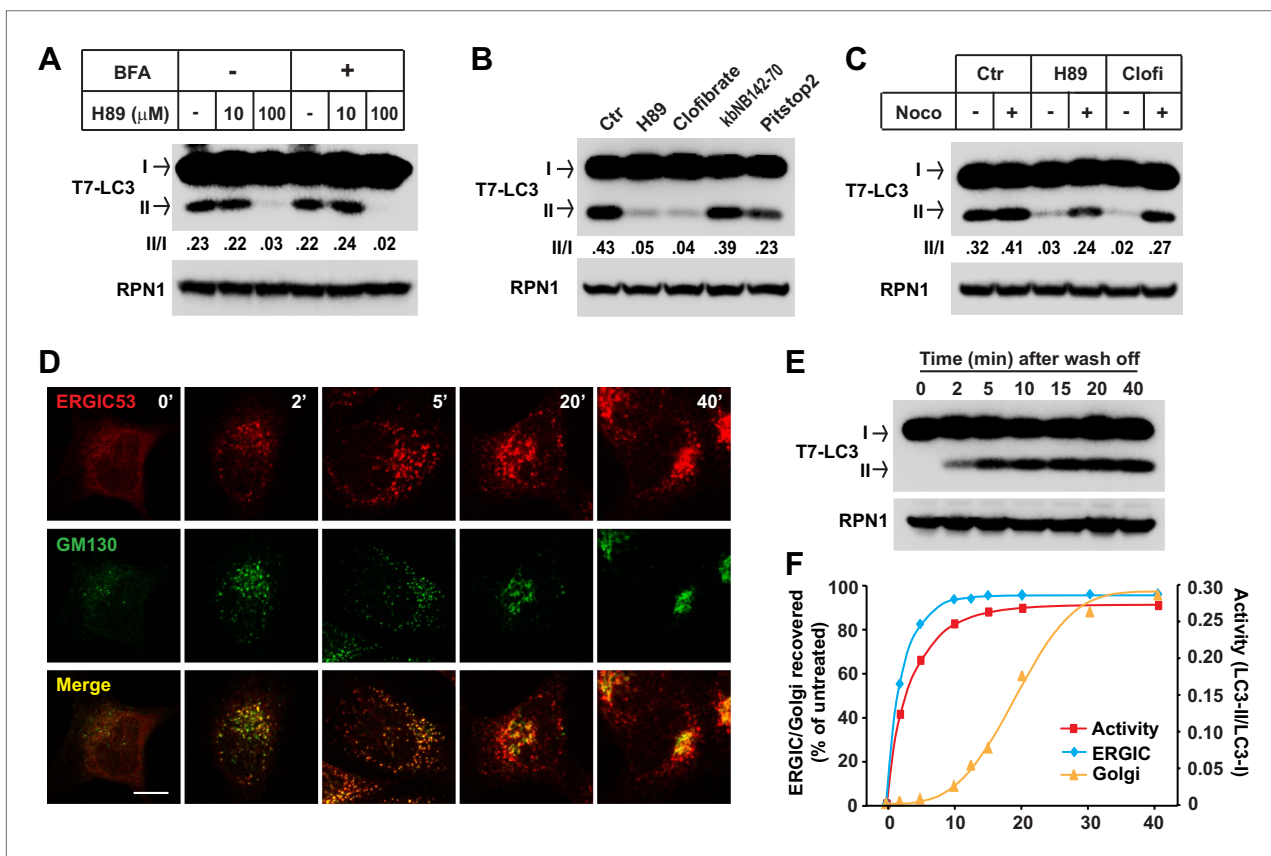 A
BFA - +
H89 (μM) - 10 100 - 10 100
I
T7-LC3
II
II/I .23 .22 .03 .22 .24 .02
RPN1
B
Ctr H89 Clofibrate kbNB142-70 Pitstop2
I
T7-LC3
II
II/I .43 .05 .04 .39 .23
RPN1
C
Ctr H89 Clofi
Noco - + - + - +
I
T7-LC3
II
II/I .32 .41 .03 .24 .02 .27
RPN1
D
ERGIC53 0' 2' 5' 20' 40'
GM130
Merge
E
Time (min) after wash off
0 2 5 10 15 20 40
I
T7-LC3
II
RPN1
F
ERGIC/Golgi recovered
(% of untreated)
100
80
60
40
20
0
0.30
0.25
0.20
0.15
0.10
0.05
0
Activity (LC3-II/LC3-I)
Activity
ERGIC
Golgi
0 10 20 30 40